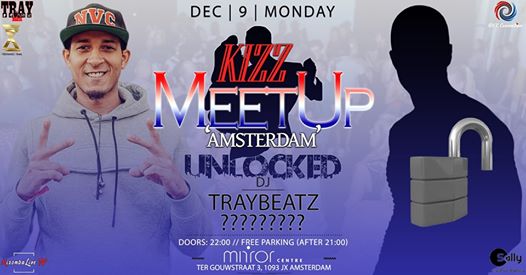 TRAY
DEC | 9 | MONDAY
NVC
KIZZ
MEETUP
AMSTERDAM
UNLOCKED
DJ
TRAYBEATZ
?????????
DOORS: 22:00 // FREE PARKING (AFTER 21:00)
mirror CENTRE
TER GOUWSTRAAT 3, 1093 JX AMSTERDAM
Sally